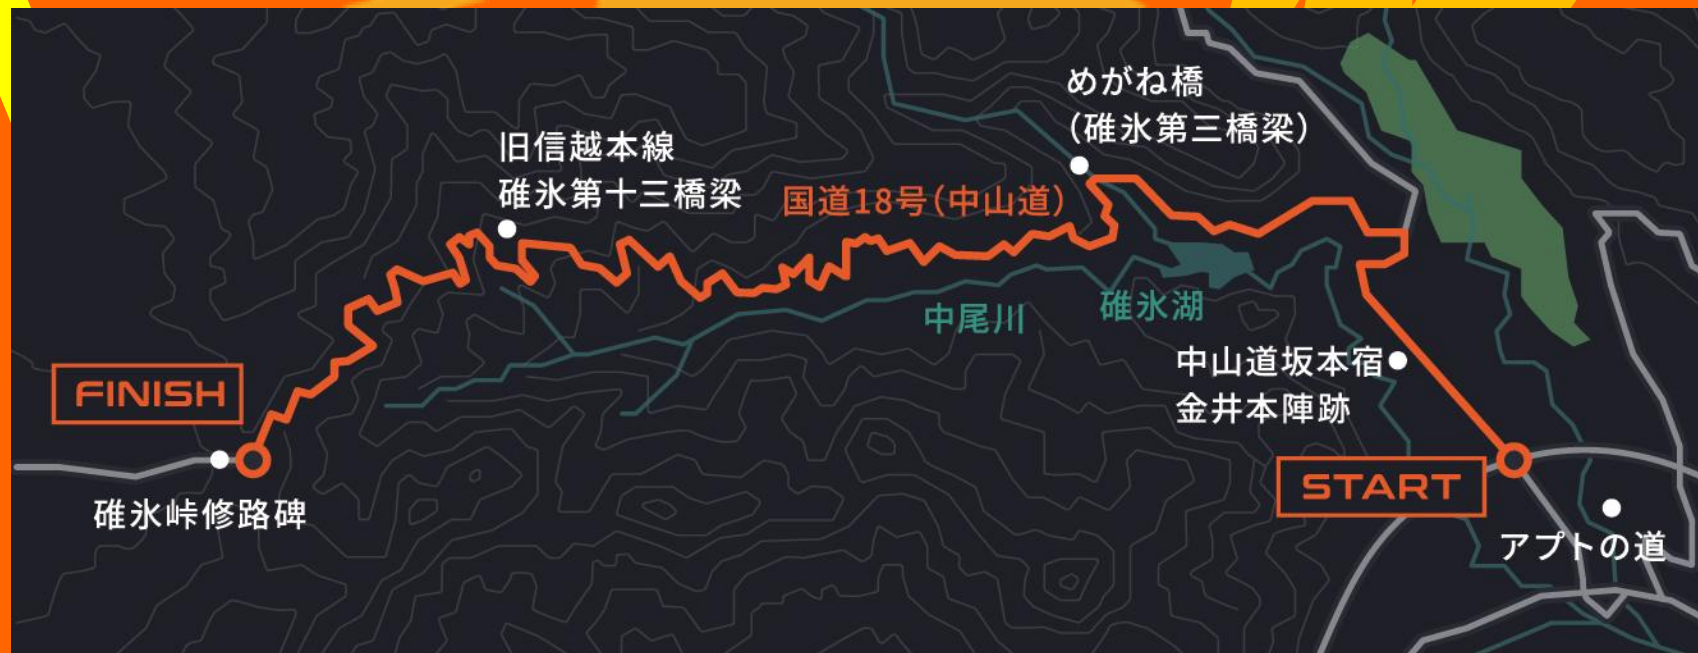 めがね橋
（碓氷第三橋梁）
旧信越本線
碓氷第十三橋梁
国道18号（中山道）
中尾川
碓氷湖
中山道坂本宿
金井本陣跡
FINISH
START
碓氷峠修路碑
アプトの道